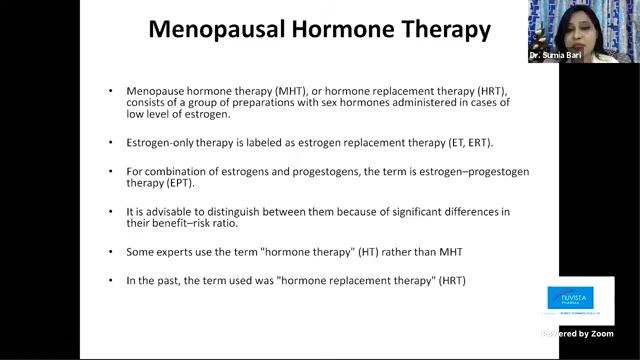 Menopausal Hormone Therapy
Dr. Sumia Bari
• Menopause hormone therapy (MHT), or hormone replacement therapy (HRT),
consists of a group of preparations with sex hormones administered in cases of
low level of estrogen.
• Estrogen-only therapy is labeled as estrogen replacement therapy (ET, ERT).
• For combination of estrogens and progestogens, the term is estrogen–progestogen
therapy (EPT).
• It is advisable to distinguish between them because of significant differences in
their benefit–risk ratio.
• Some experts use the term "hormone therapy" (HT) rather than MHT
• In the past, the term used was "hormone replacement therapy" (HRT)
NUVISTA
PHARMA
Powered by Zoom